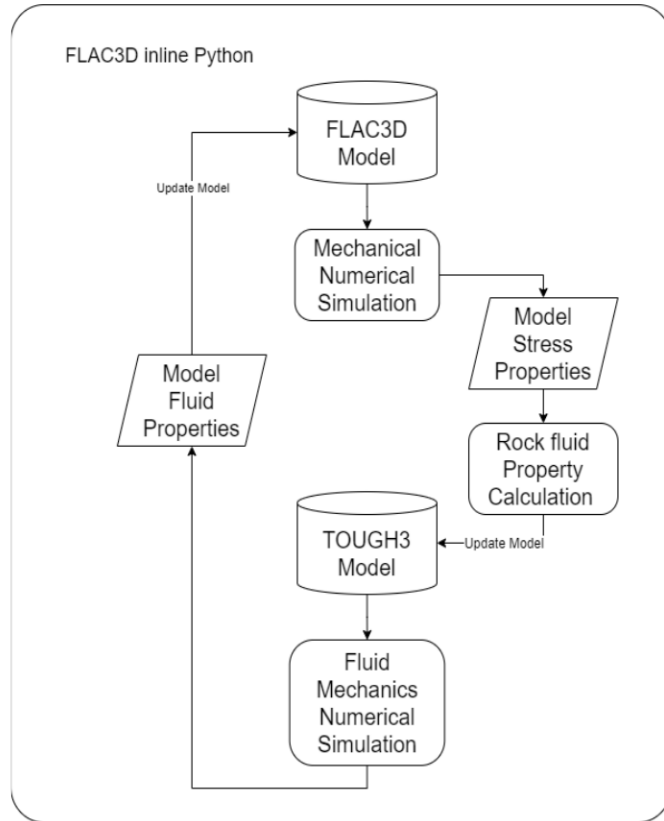 FLAC3D inline Python
FLAC3D
Model
Update Model
Mechanical
Numerical
Simulation
Model
Stress
Properties
Model
Fluid
Properties
Rock fluid
Property
Calculation
TOUGH3
Model
Update Model
Fluid
Mechanics
Numerical
Simulation